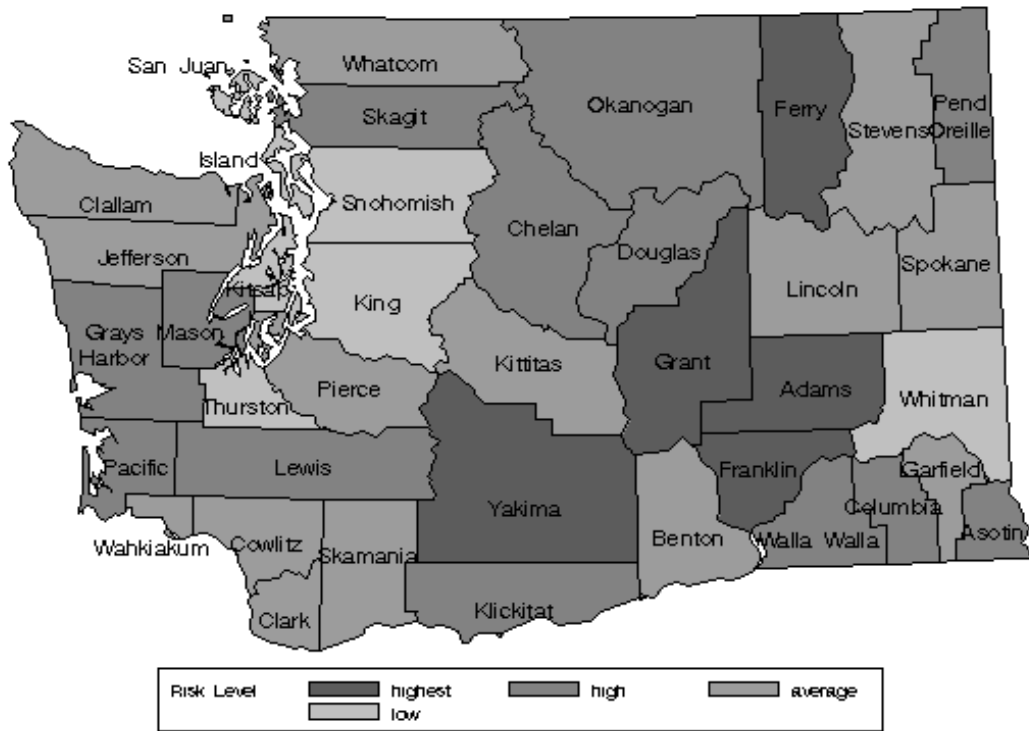 San Juan
Whatcom
Okanogan
Ferry
Stevens
Pend
Oreille
Skagit
Island
Snohomish
Clallam
Chelan
Douglas
Jefferson
Kitsap
King
Lincoln
Spokane
Grays
Harbor
Mason
Kittitas
Grant
Adams
Whitman
Thurston
Pierce
Pacific
Lewis
Yakima
Franklin
Garfield
Columbia
Benton
Walla Walla
Asotin
Wahkiakum
Cowlitz
Skamania
Clark
Klickitat
Risk Level highest high average
low